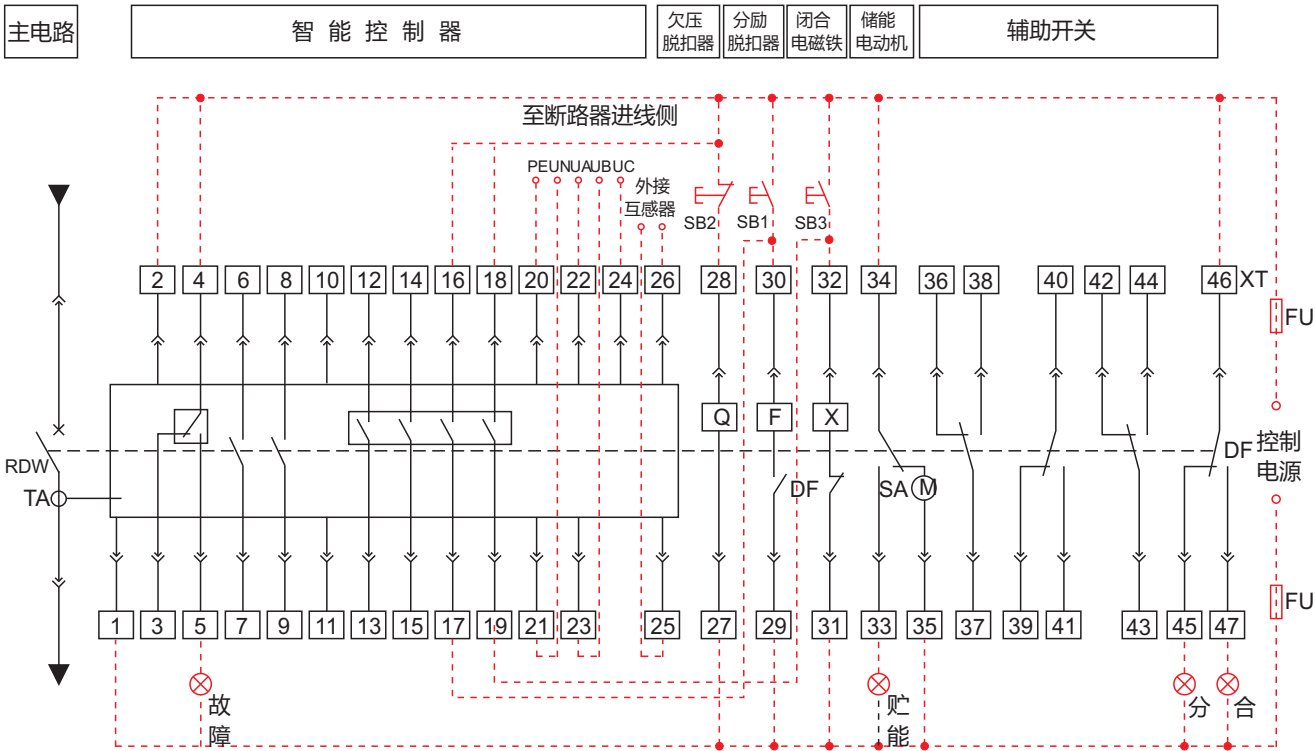 主电路
智能控制器
欠压
脱扣器
分励
脱扣器
闭合
电磁铁
储能
电动机
辅助开关
至断路器进线侧
PE UN UA UB UC
外接
互感器
SB2
SB1
SB3
2 4 6 8 10 12 14 16 18 20 22 24 26 28 30 32 34 36 38 40 42 44 46 XT
FU
Q F X
RDW
DF
控制
电源
TA
DF
SA
M
FU
1 3 5 7 9 11 13 15 17 19 21 23 25 27 29 31 33 35 37 39 41 43 45 47
故
障
贮
能
分
合